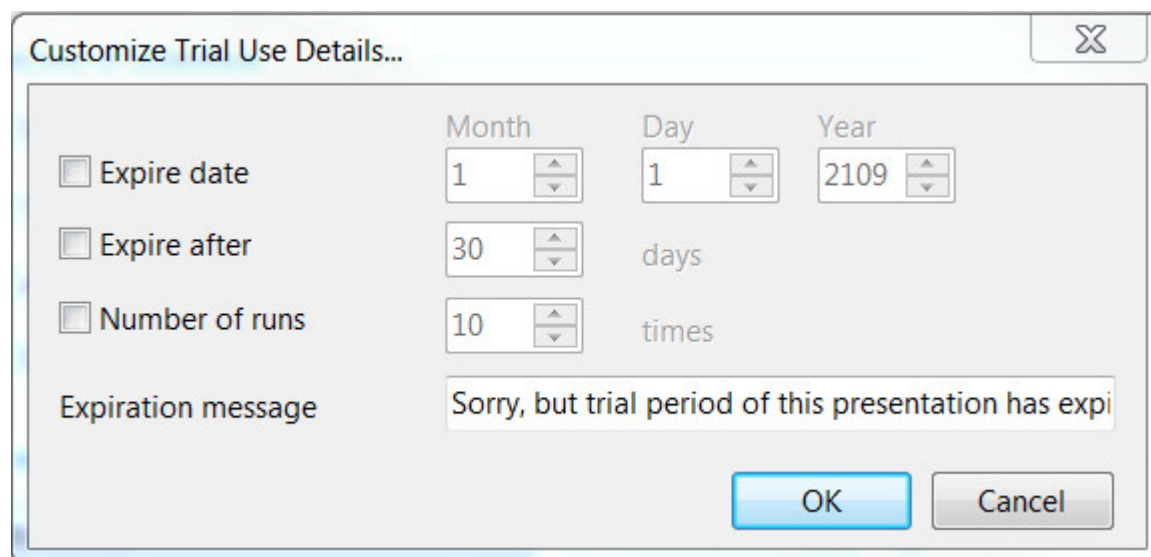 Customize Trial Use Details...
Month Day Year
Expire date 1 1 2109
Expire after 30 days
Number of runs 10 times
Expiration message Sorry, but trial period of this presentation has expi
OK Cancel